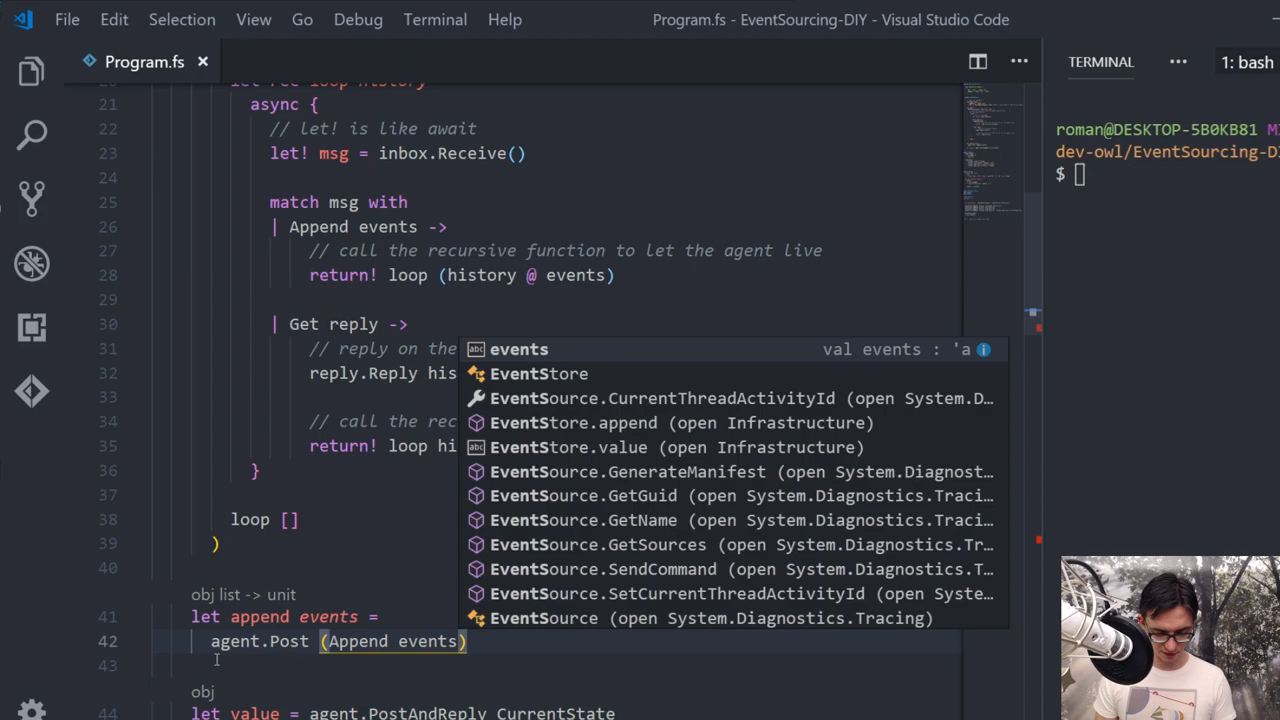 File Edit Selection View Go Debug Terminal Help
Program.fs - EventSourcing-DIY - Visual Studio Code
Program.fs
TERMINAL 1: bash
21 async {
22 // let! is like await
23 let! msg = inbox.Receive()
24
25 match msg with
26 | Append events ->
27 // call the recursive function to let the agent live
28 return! loop (history @ events)
29
30 | Get reply ->
31 // reply on the
32 reply.Reply his
33
34 // call the rec
35 return! loop hi
36 }
37
38 loop []
39 )
40
obj list -> unit
41 let append events =
42 agent.Post (Append events)
43
obj
44 let value = agent.PostAndReply CurrentState
events val events : 'a
EventStore
EventSource.CurrentThreadActivityId (open System.D…
EventStore.append (open Infrastructure)
EventStore.value (open Infrastructure)
EventSource.GenerateManifest (open System.Diagnost…
EventSource.GetGuid (open System.Diagnostics.Traci…
EventSource.GetName (open System.Diagnostics.Traci…
EventSource.GetSources (open System.Diagnostics.Tr…
EventSource.SendCommand (open System.Diagnostics.T…
EventSource.SetCurrentThreadActivityId (open Syste…
EventSource (open System.Diagnostics.Tracing)
roman@DESKTOP-5B0KB81 M
dev-owl/EventSourcing-D
$